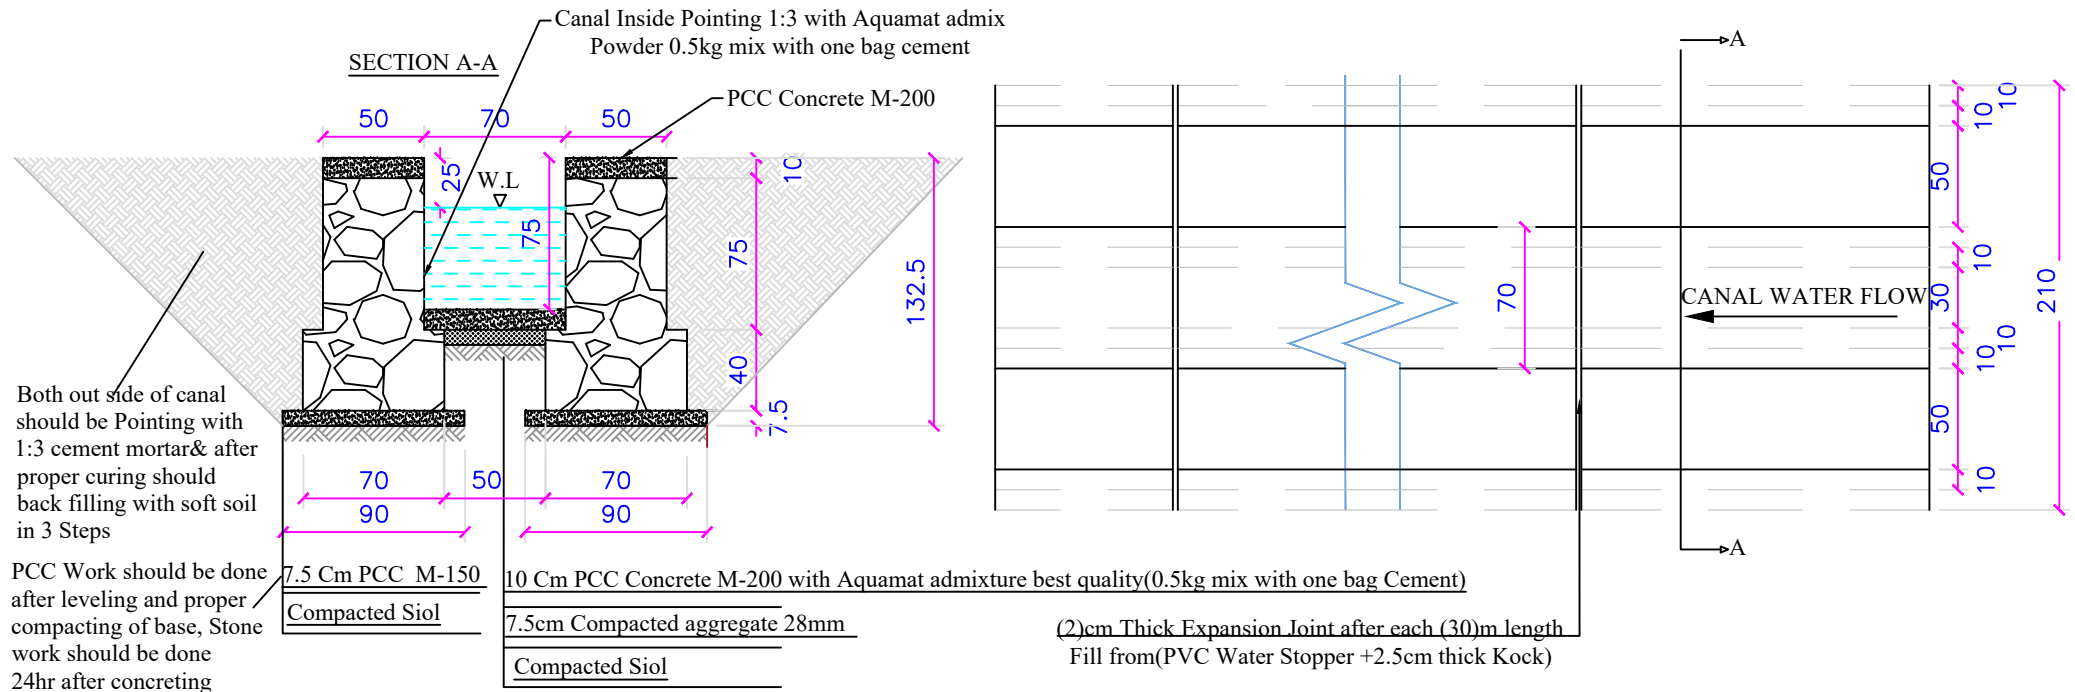 Canal Inside Pointing 1:3 with Aquamat admix
Powder 0.5kg mix with one bag cement
SECTION A-A
PCC Concrete M-200
50
70
50
25
W.L
75
10
75
40
7.5
132.5
Both out side of canal
should be Pointing with
1:3 cement mortar& after
proper curing should
back filling with soft soil
in 3 Steps
70
50
70
90
90
PCC Work should be done
after leveling and proper
compacting of base, Stone
work should be done
24hr after concreting
7.5 Cm PCC M-150
Compacted Siol
10 Cm PCC Concrete M-200 with Aquamat admixture best quality(0.5kg mix with one bag Cement)
7.5cm Compacted aggregate 28mm
Compacted Siol
A
10
10
50
10
70
30
CANAL WATER FLOW
210
10
10
50
10
A
(2)cm Thick Expansion Joint after each (30)m length
Fill from(PVC Water Stopper +2.5cm thick Kock)